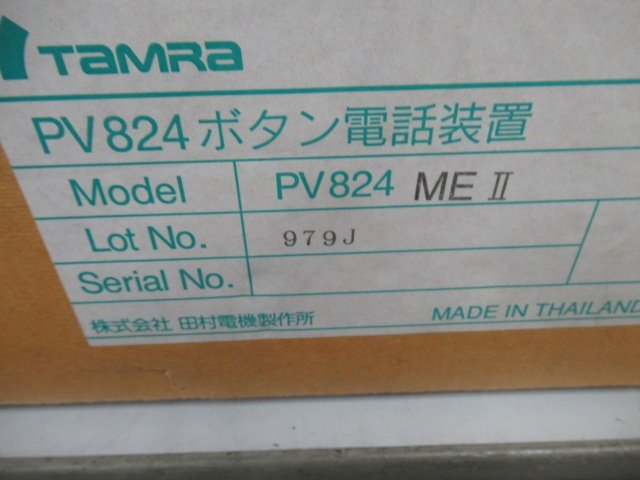 TAMRA
PV824ボタン電話装置
Model PV824 ME II
Lot No. 979J
Serial No.
株式会社 田村電機製作所 MADE IN THAILAND